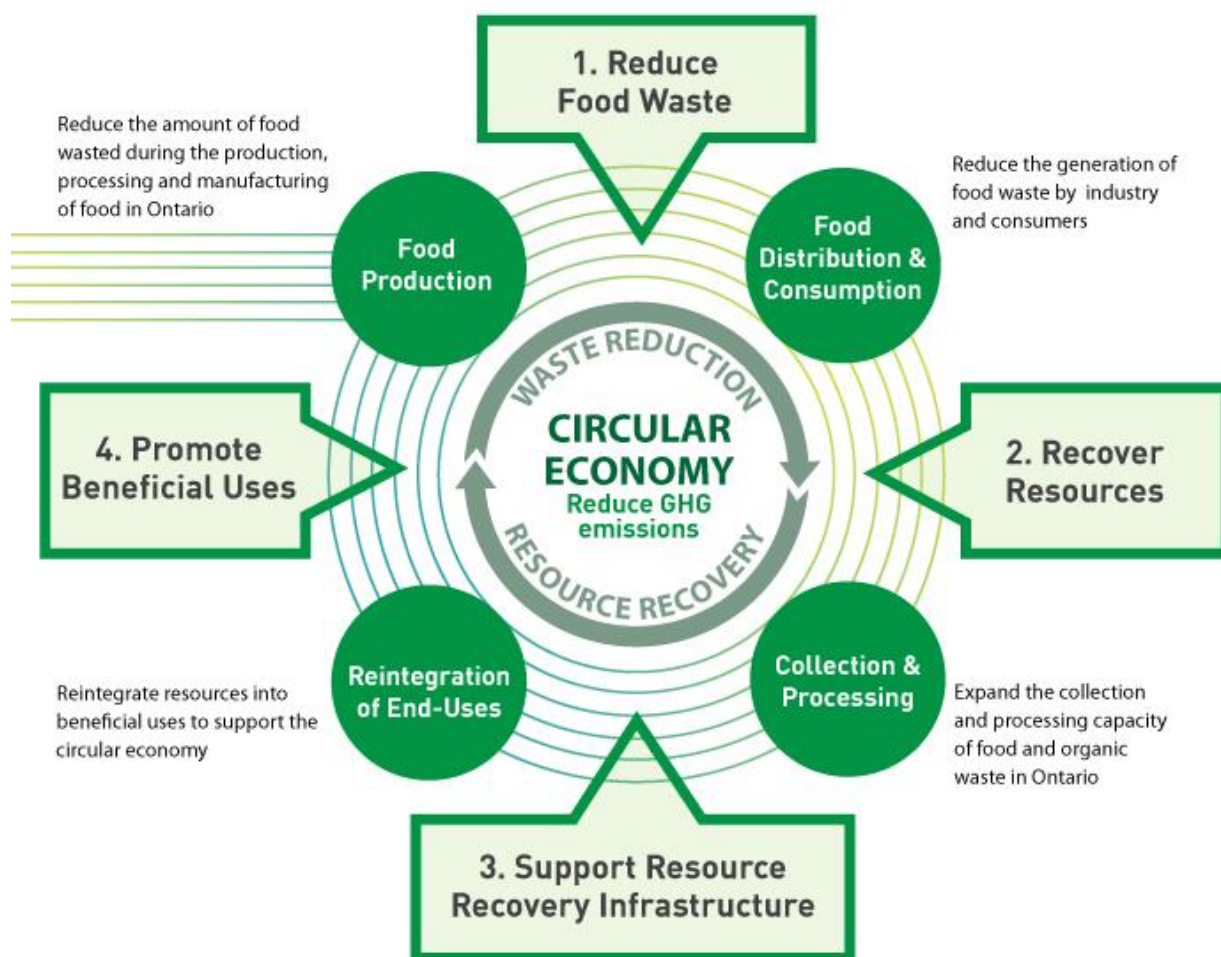 1. Reduce
Food Waste
Reduce the amount of food
wasted during the production,
processing and manufacturing
of food in Ontario
Food
Production
Food
Distribution &
Consumption
Reduce the generation of
food waste by industry
and consumers
WASTE REDUCTION
CIRCULAR
ECONOMY
Reduce GHG
emissions
RESOURCE RECOVERY
4. Promote
Beneficial Uses
2. Recover
Resources
Reintegrate resources into
beneficial uses to support the
circular economy
Reintegration
of End-Uses
Collection &
Processing
Expand the collection
and processing capacity
of food and organic
waste in Ontario
3. Support Resource
Recovery Infrastructure